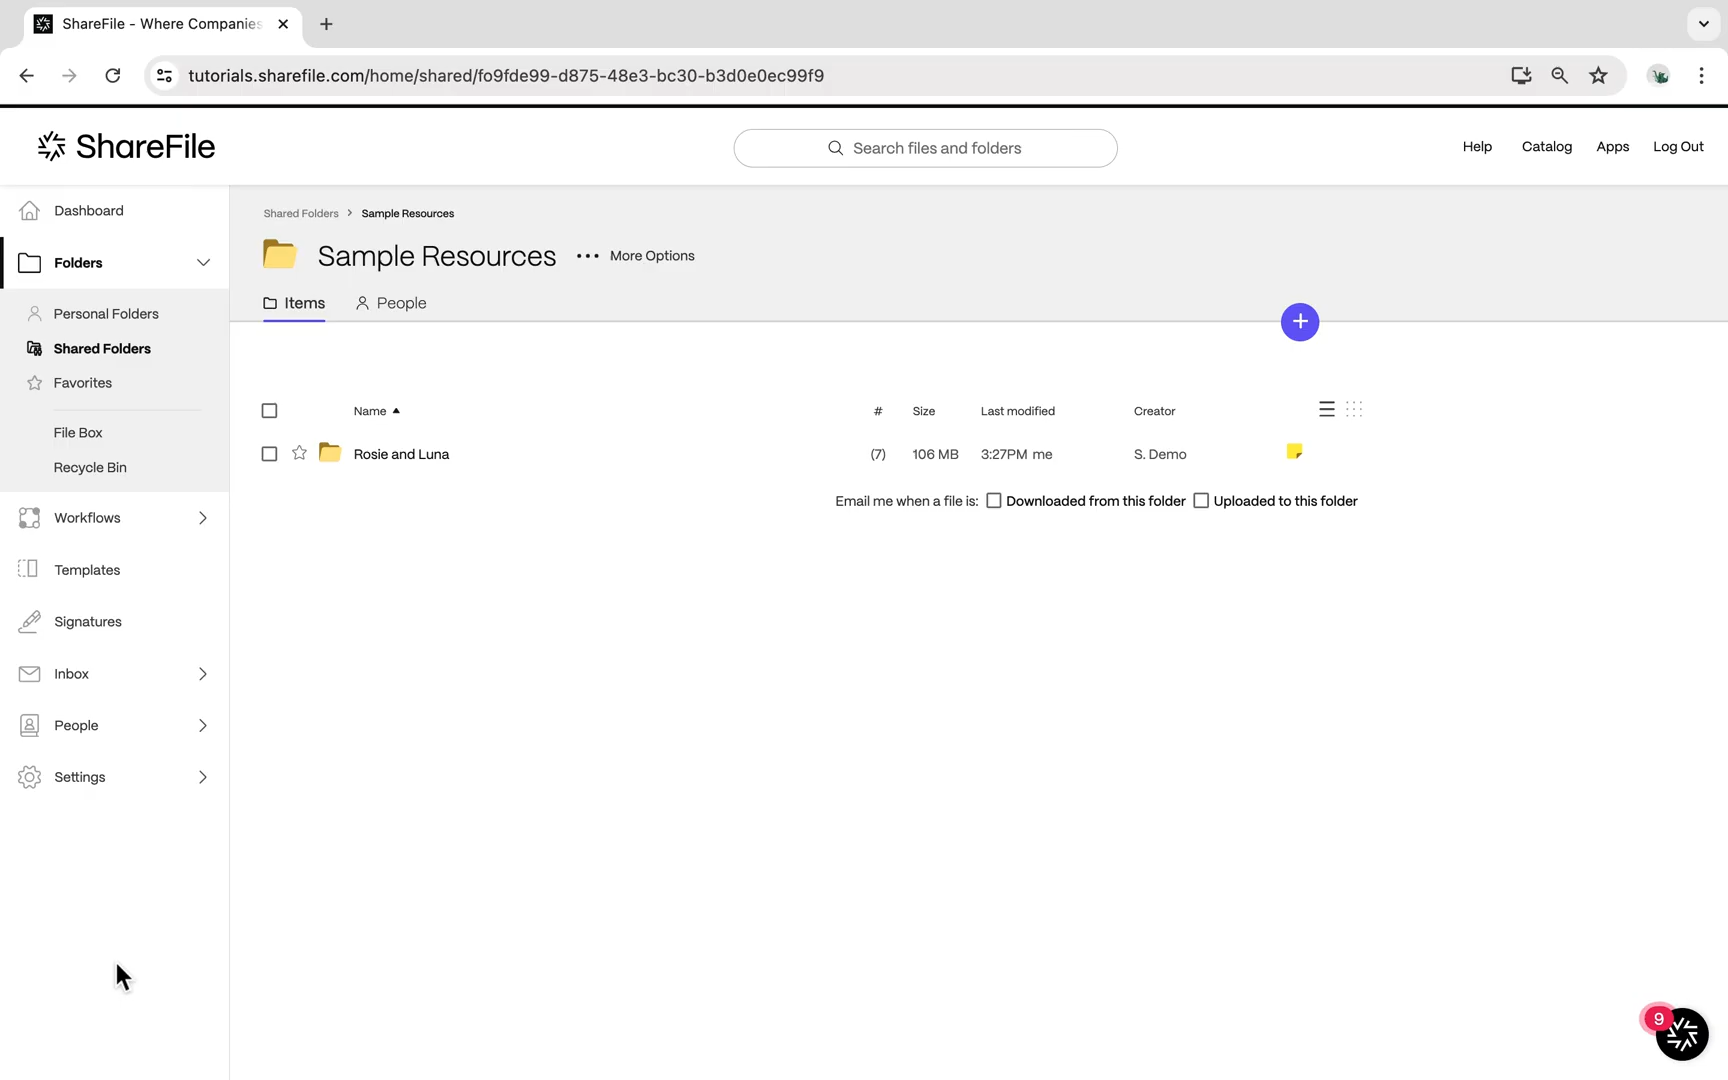 ShareFile - Where Companies
tutorials.sharefile.com/home/shared/fo9fde99-d875-48e3-bc30-b3d0e0ec99f9
ShareFile
Search files and folders
Help
Catalog
Apps
Log Out
Dashboard
Folders
Personal Folders
Shared Folders
Favorites
File Box
Recycle Bin
Workflows
Templates
Signatures
Inbox
People
Settings
Shared Folders > Sample Resources
Sample Resources
More Options
Items
People
Name # Size Last modified Creator
Rosie and Luna (7) 106 MB 3:27PM me S. Demo
Email me when a file is: Downloaded from this folder Uploaded to this folder
9